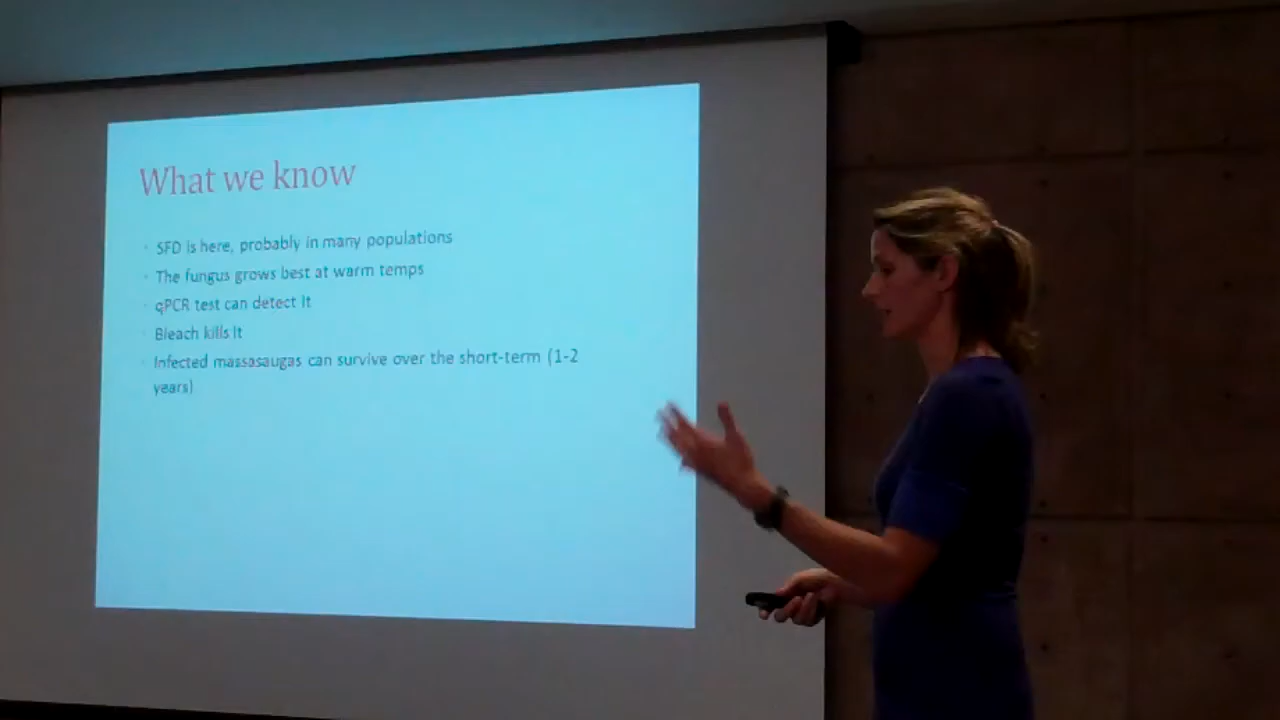 What we know
· SFD is here, probably in many populations
· The fungus grows best at warm temps
· qPCR test can detect it
· Bleach kills it
· Infected massasaugas can survive over the short-term (1-2
years)